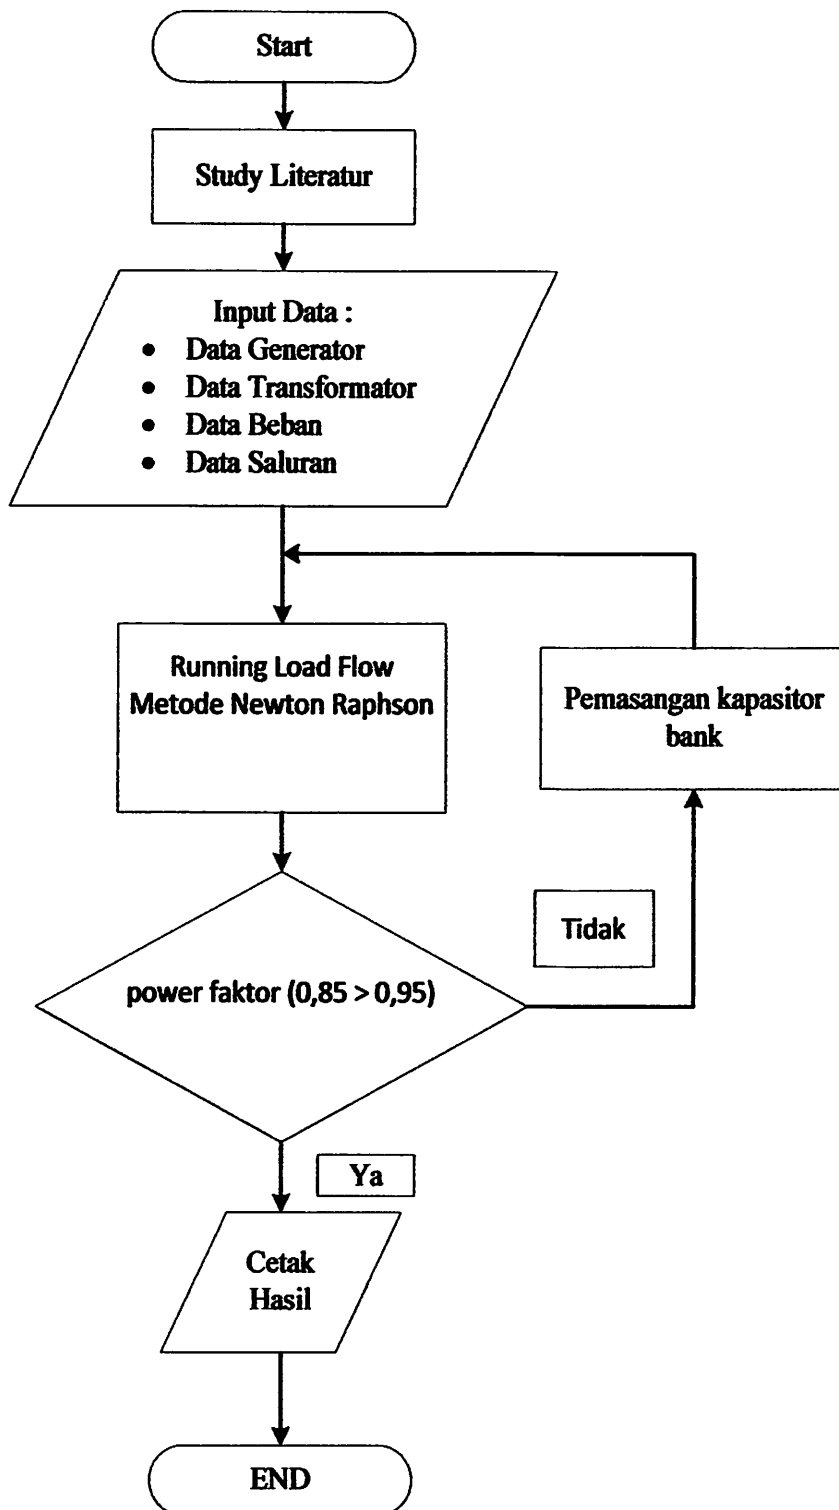 Start
Study Literatur
Input Data :
• Data Generator
• Data Transformator
• Data Beban
• Data Saluran
Running Load Flow
Metode Newton Raphson
Pemasangan kapasitor
bank
Tidak
power faktor (0,85 > 0,95)
Ya
Cetak
Hasil
END